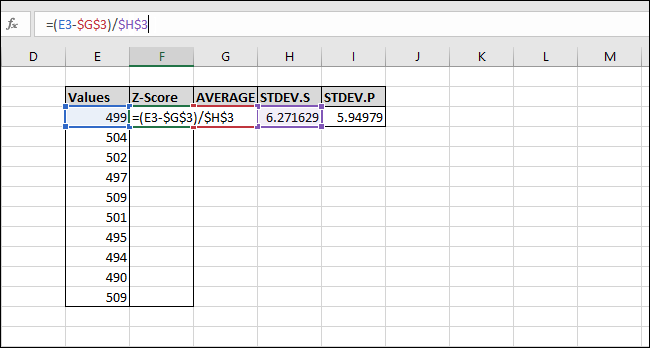 fx =(E3-$G$3)/$H$3
D E F G H I J K L M
Values Z-Score AVERAGE STDEV.S STDEV.P
499 =(E3-$G$3)/$H$3 6.271629 5.94979
504
502
497
509
501
495
494
490
509